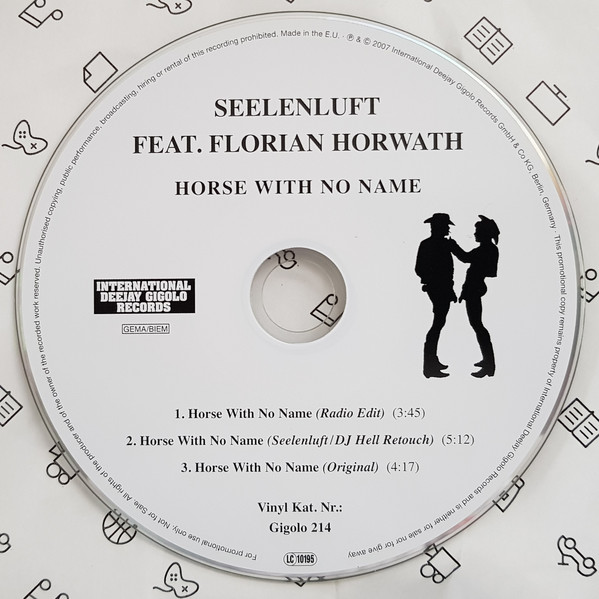 SEELENLUFT
FEAT. FLORIAN HORWATH
HORSE WITH NO NAME
INTERNATIONAL
DEEJAY GIGOLO
RECORDS
GEMA/BIEM
1. Horse With No Name (Radio Edit) (3:45)
2. Horse With No Name (Seelenluft/DJ Hell Retouch) (5:12)
3. Horse With No Name (Original) (4:17)
Vinyl Kat. Nr.:
Gigolo 214
LC 10195
For promotional use only; Not for Sale. All rights of the producer and of the owner of the recorded work reserved. Unauthorised copying, public performance, broadcasting, hiring or rental of this recording prohibited. Made in the E.U. · ℗ & © 2007 International Deejay Gigolo Records GmbH & Co KG, Berlin, Germany · This promotional copy remains property of International Deejay Gigolo Records and is neither for sale nor for give away